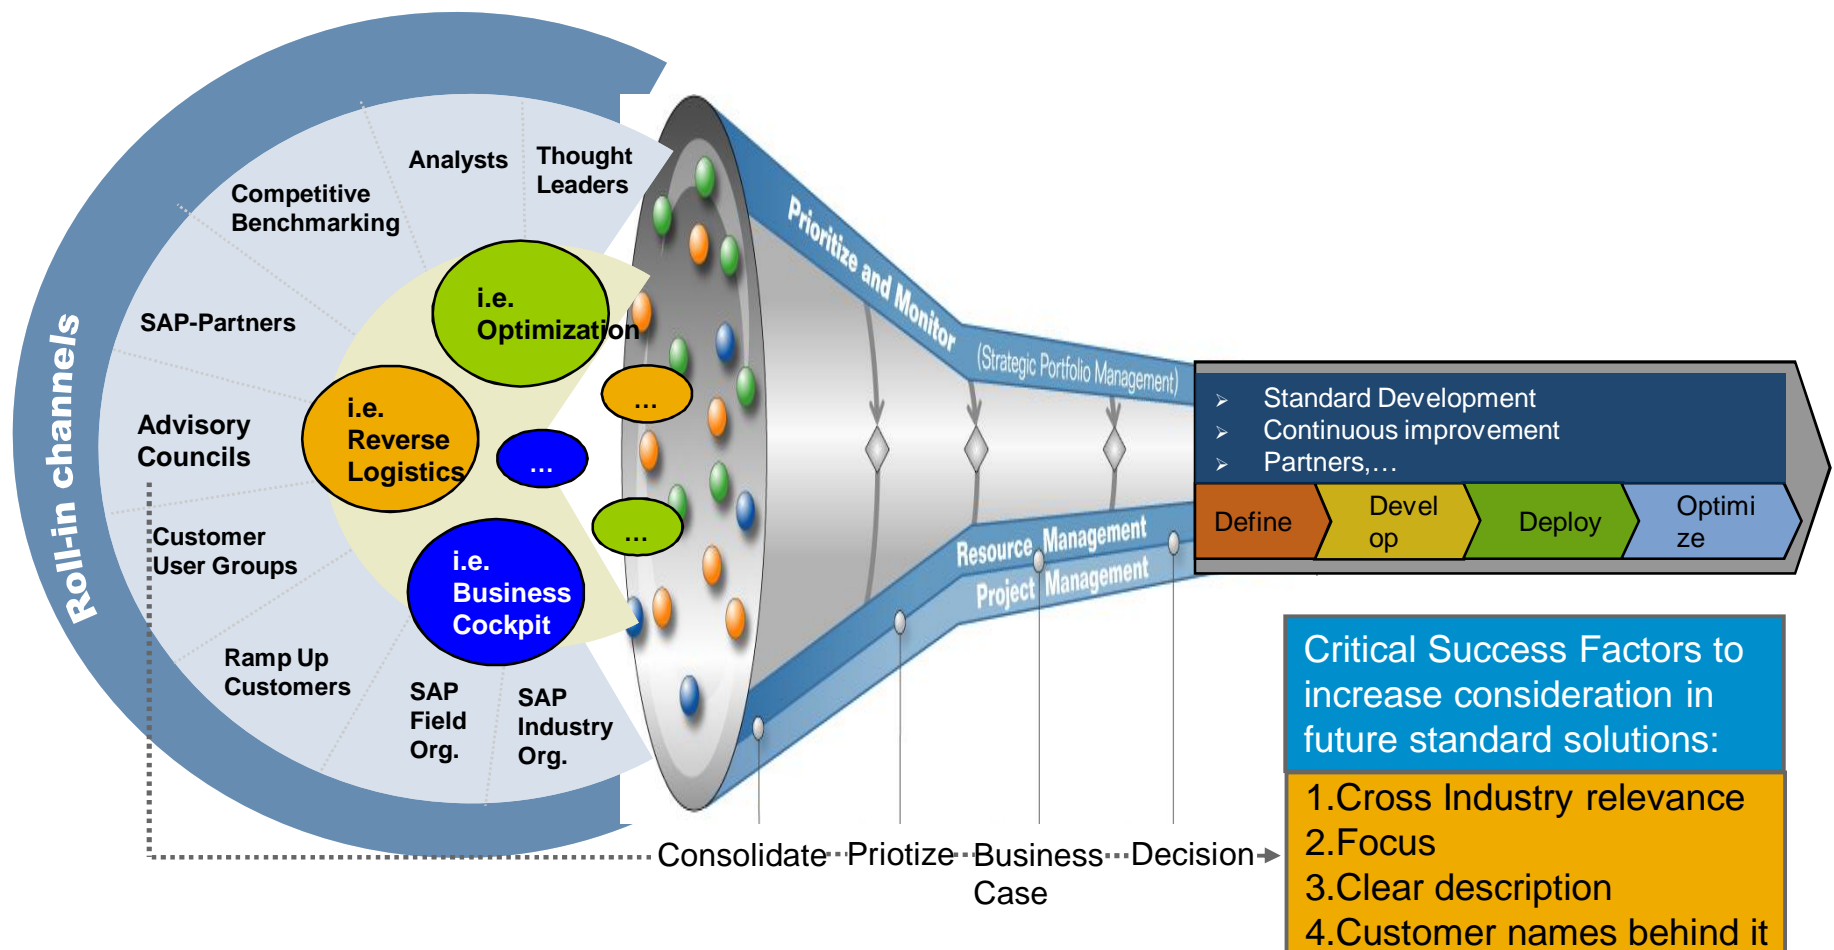 Roll-in channels
Analysts
Thought
Leaders
Competitive
Benchmarking
SAP-Partners
Advisory
Councils
Customer
User Groups
Ramp Up
Customers
SAP
Field
Org.
SAP
Industry
Org.
i.e.
Optimization
i.e.
Reverse
Logistics
i.e.
Business
Cockpit
...
...
...
Prioritize and Monitor
(Strategic Portfolio Management)
Resource Management
Project Management
➢ Standard Development
➢ Continuous improvement
➢ Partners,...
Define
Devel
op
Deploy
Optimi
ze
Consolidate
Priotize
Business
Case
Decision
Critical Success Factors to
increase consideration in
future standard solutions:
1.Cross Industry relevance
2.Focus
3.Clear description
4.Customer names behind it